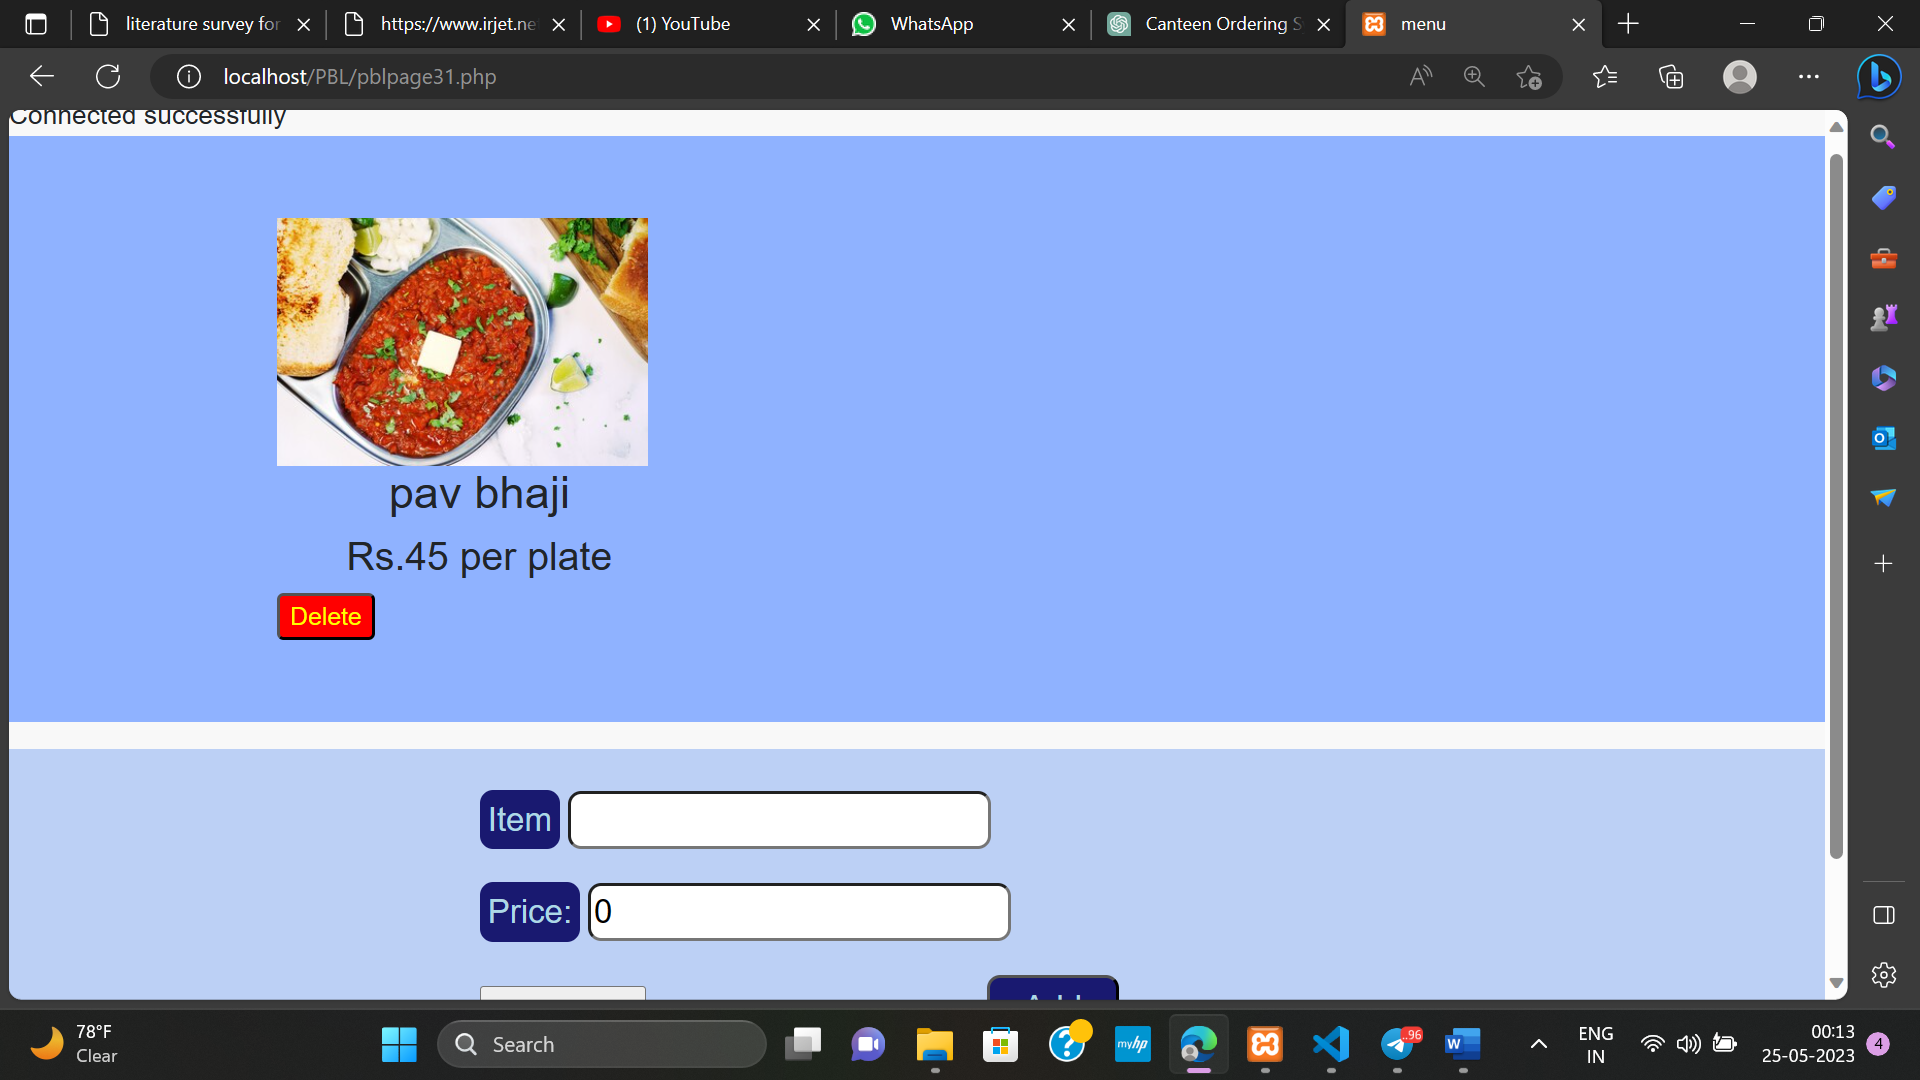 literature survey for
https://www.irjet.ne
(1) YouTube
WhatsApp
Canteen Ordering S
menu
localhost/PBL/pblpage31.php
Connected successfully
pav bhaji
Rs.45 per plate
Delete
Item
Price:
0
Add
78°F
Clear
Search
myhp
96
ENG
IN
00:13
25-05-2023
4